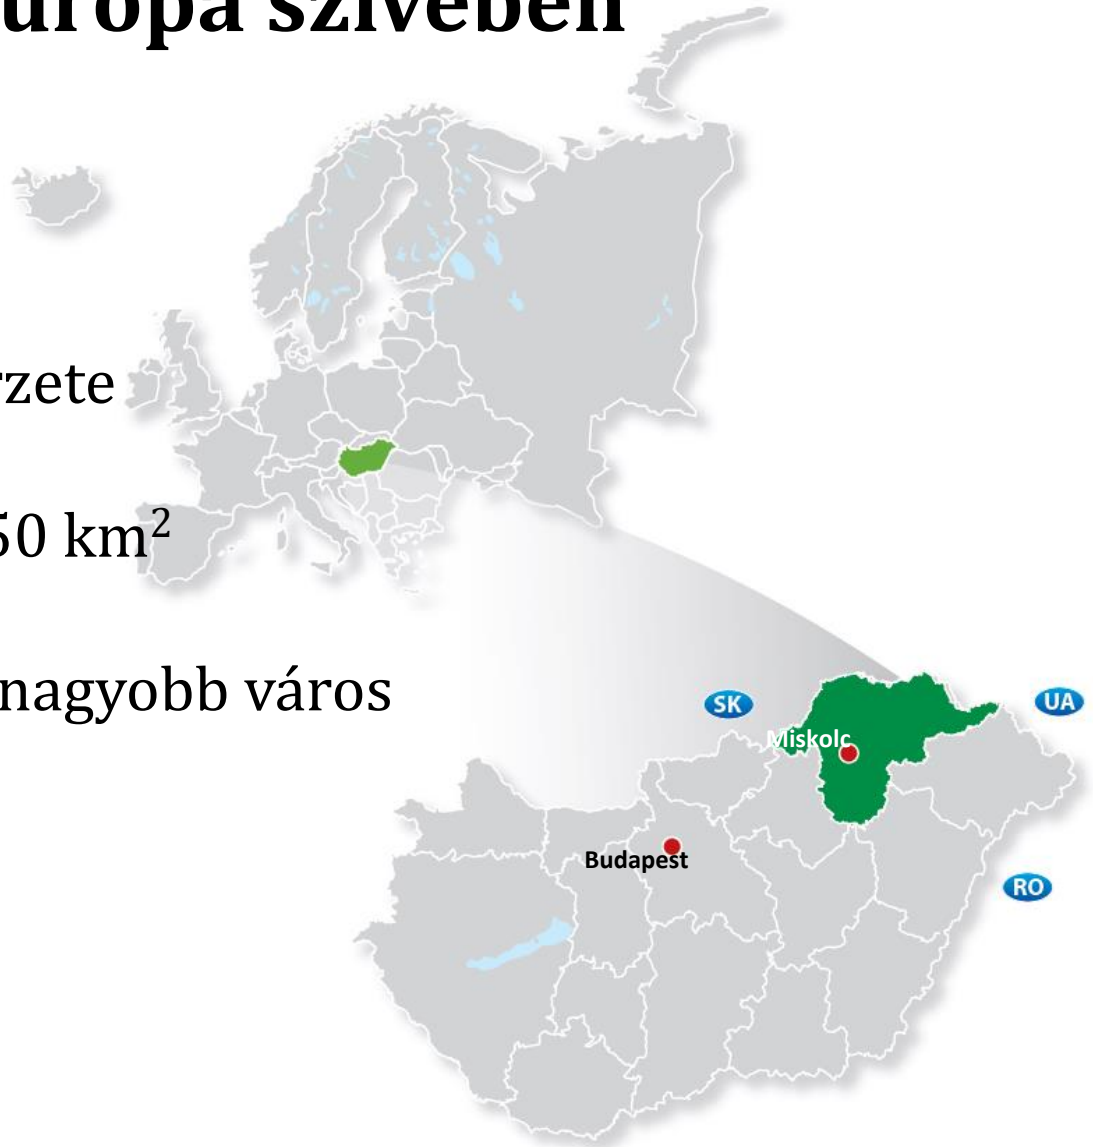 urópa szívében
rzete
50 km²
nagyobb város
SK
UA
Miskolc
Budapest
RO